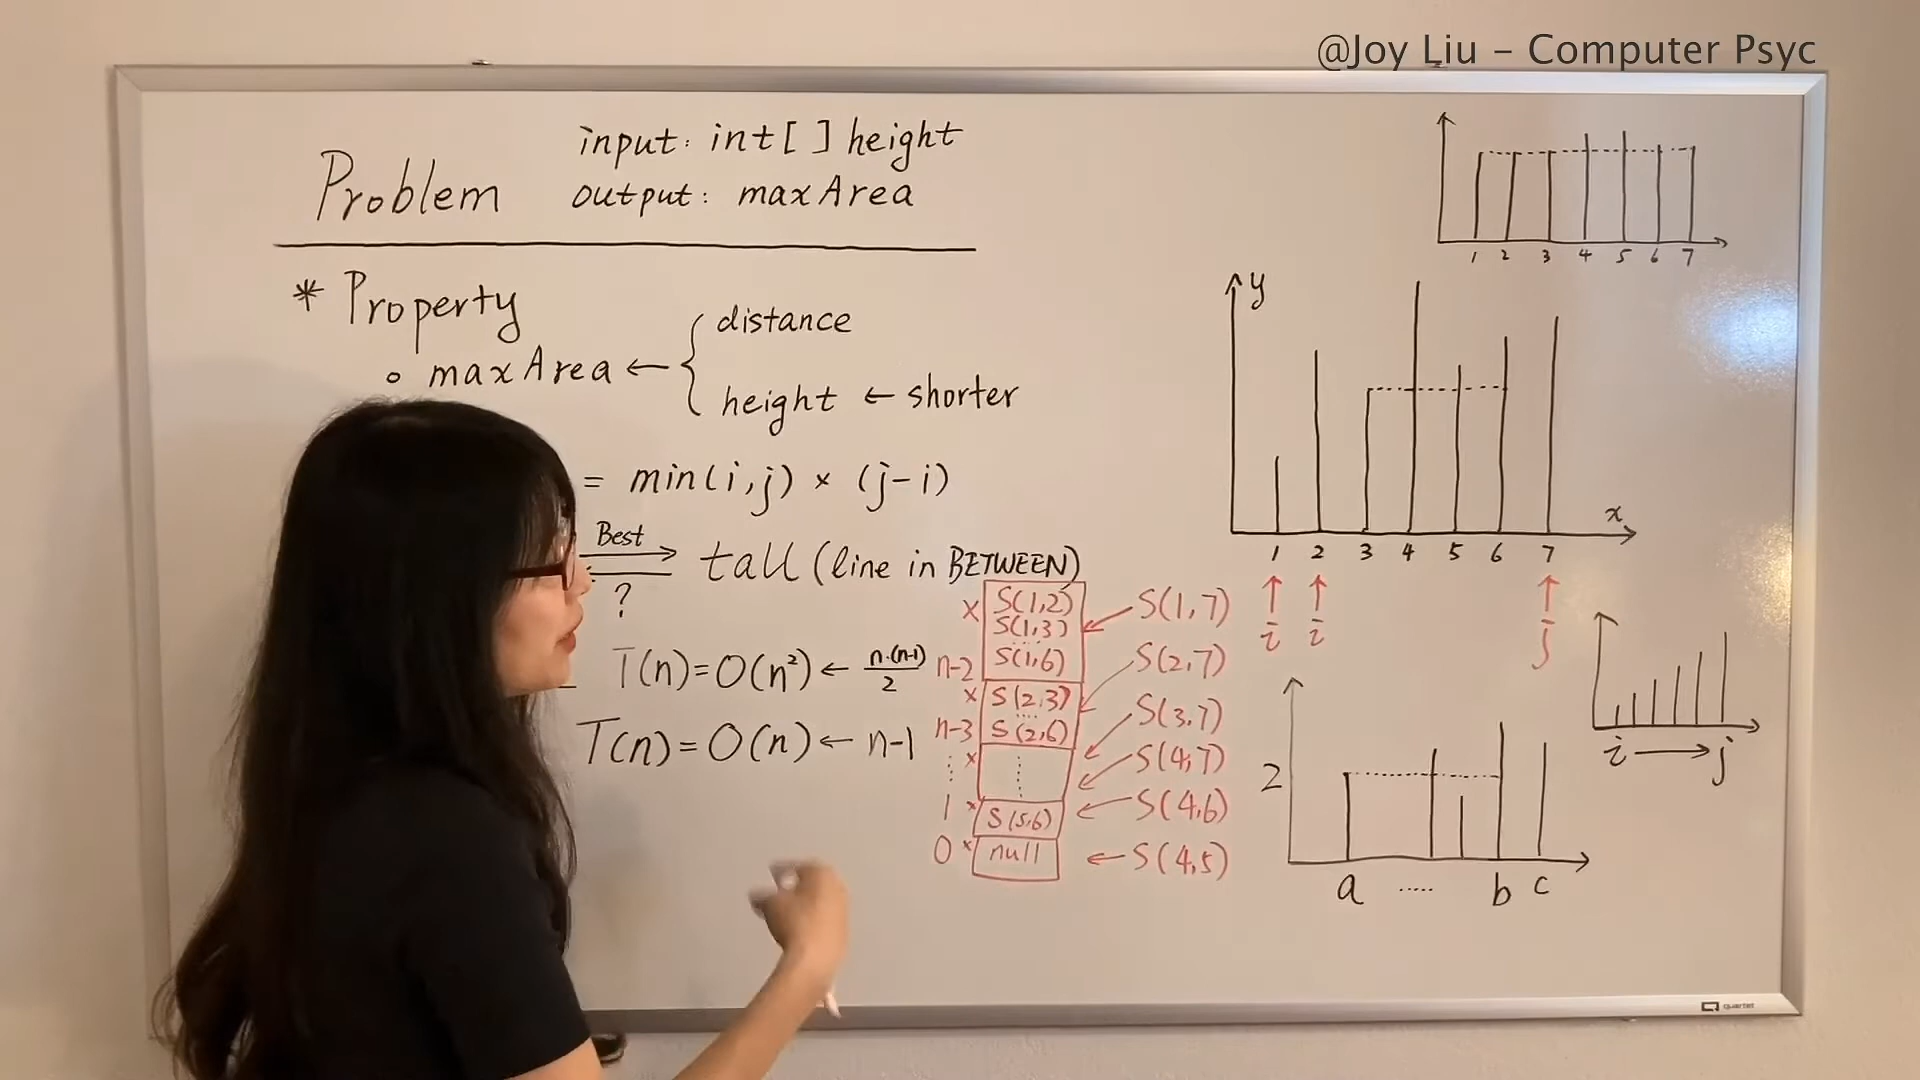 @Joy Liu – Computer Psyc
Problem
input: int[ ] height
output: maxArea
* Property
o maxArea ← { distance
height ← shorter
= min(i,j) × (j-i)
Best
?
tall (line in BETWEEN)
T(n)=O(n²) ← n·(n-1)/2
T(n)=O(n) ← n-1
× S(1,2)
S(1,3)
....
n-2 S(1,6)
× S(2,3)
....
n-3 S(2,6)
×
1 × S(5,6)
0 × null
← S(1,7)
← S(2,7)
← S(3,7)
← S(4,7)
← S(4,6)
← S(4,5)
1 2 3 4 5 6 7
y
x
1 2 3 4 5 6 7
↑ ↑ ↑
i i j
i → j
2
a ..... b c
quartet